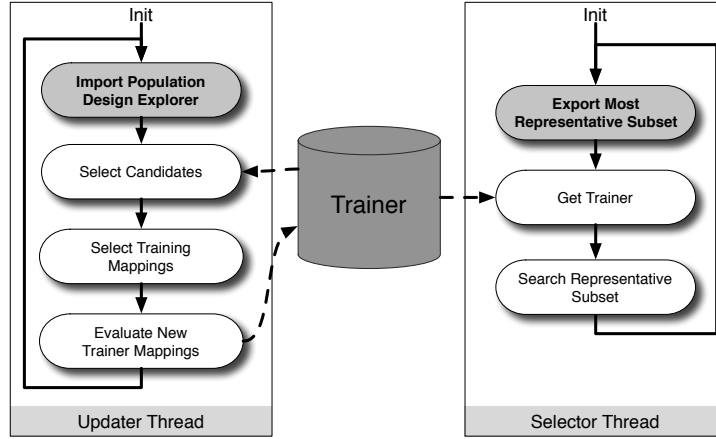 Init
Import Population
Design Explorer
Select Candidates
Select Training
Mappings
Evaluate New
Trainer Mappings
Updater Thread
Trainer
Init
Export Most
Representative Subset
Get Trainer
Search Representative
Subset
Selector Thread